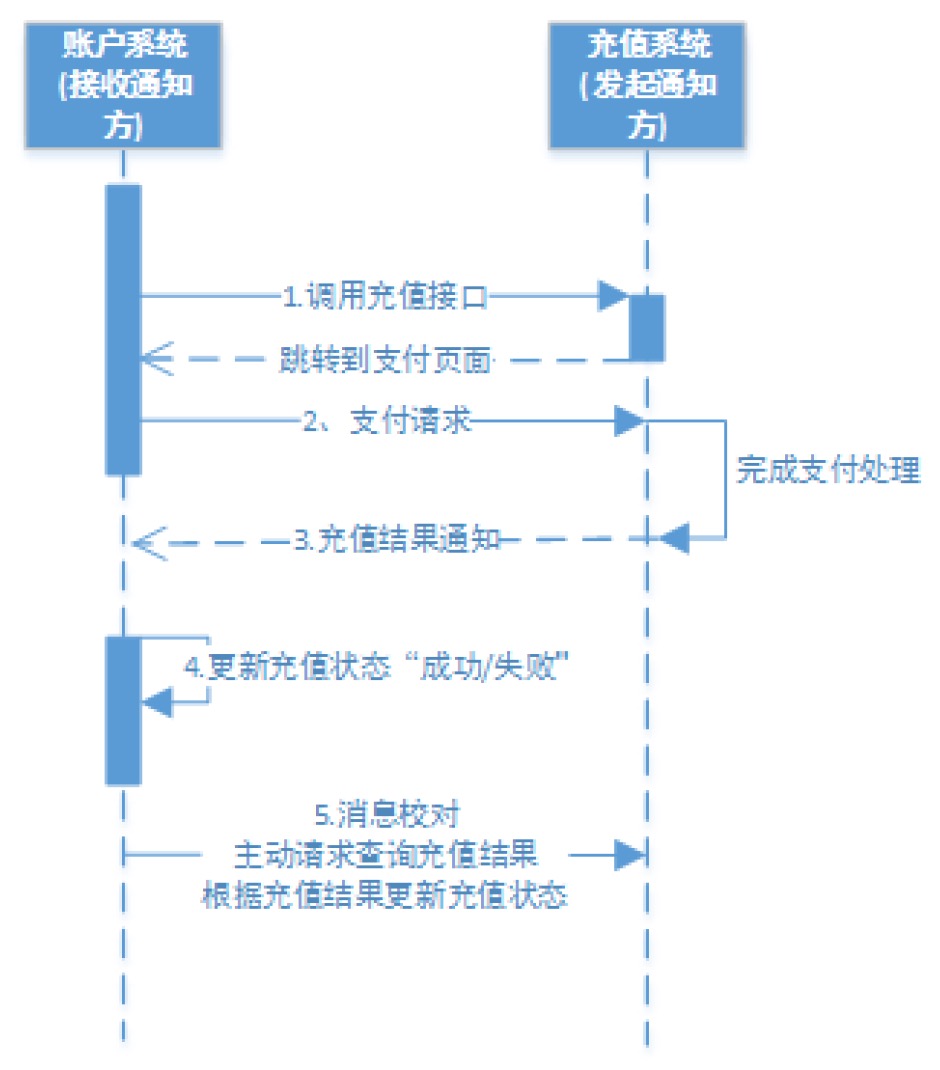 账户系统
(接收通知
方)
充值系统
(发起通知
方)
1.调用充值接口
跳转到支付页面
2、支付请求
完成支付处理
3.充值结果通知
4.更新充值状态“成功/失败”
5.消息校对
主动请求查询充值结果
根据充值结果更新充值状态